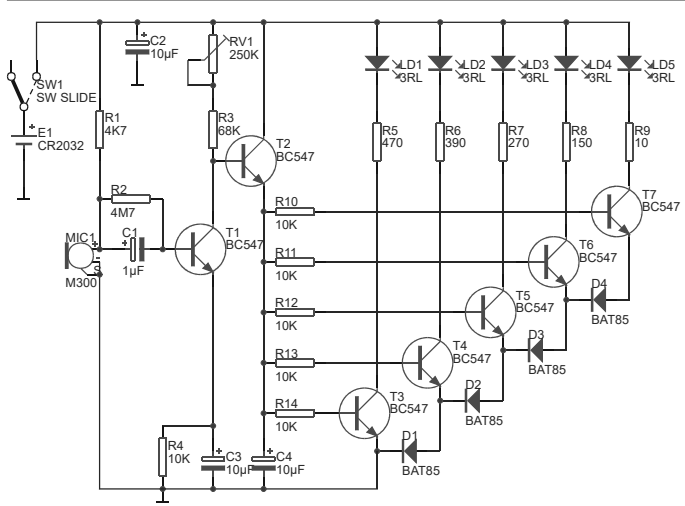 C2
10µF
RV1
250K
LD1
3RL
LD2
3RL
LD3
3RL
LD4
3RL
LD5
3RL
SW1
SW SLIDE
R1
4K7
R3
68K
E1
CR2032
T2
BC547
R5
470
R6
390
R7
270
R8
150
R9
10
R2
4M7
T7
BC547
R10
10K
C1
1µF
T1
BC547
MIC1
S
M300
T6
BC547
R11
10K
D4
BAT85
T5
BC547
R12
10K
D3
BAT85
T4
BC547
R13
10K
D2
BAT85
T3
BC547
R14
10K
D1
BAT85
R4
10K
C3
10µF
C4
10µF